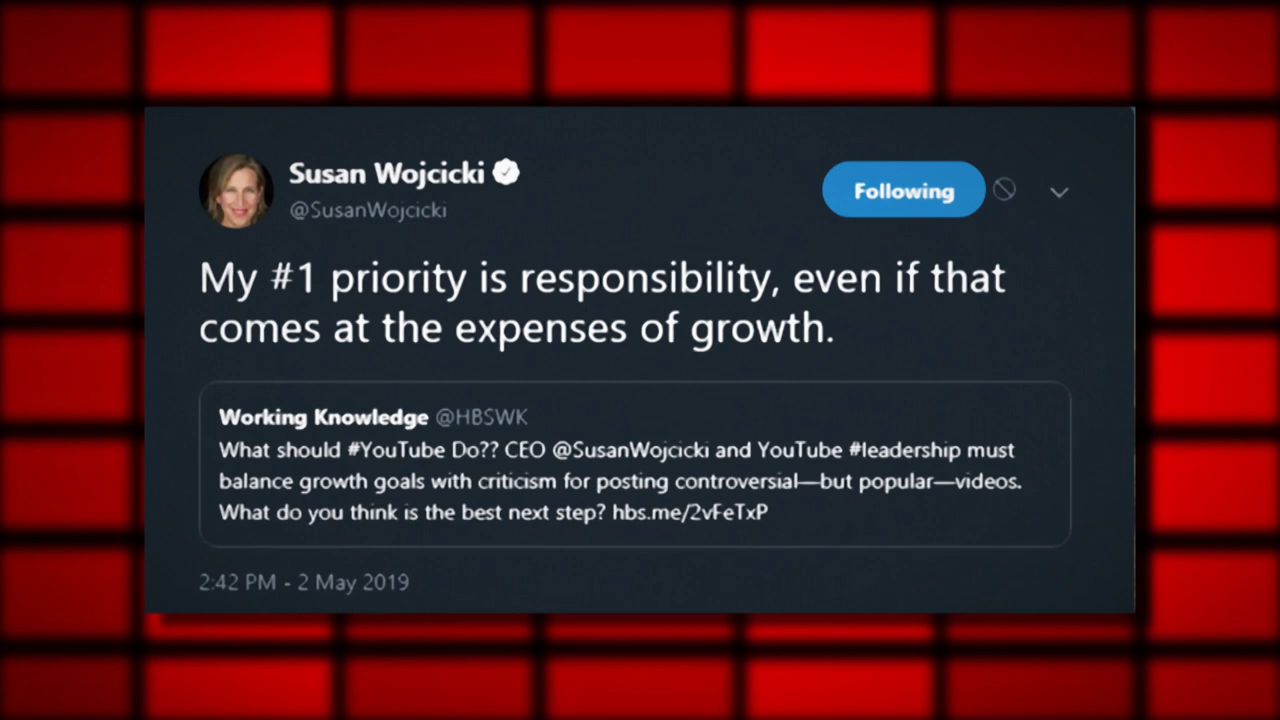 Susan Wojcicki
@SusanWojcicki
Following
My #1 priority is responsibility, even if that
comes at the expenses of growth.
Working Knowledge @HBSWK
What should #YouTube Do?? CEO @SusanWojcicki and YouTube #leadership must
balance growth goals with criticism for posting controversial—but popular—videos.
What do you think is the best next step? hbs.me/2vFeTxP
2:42 PM - 2 May 2019